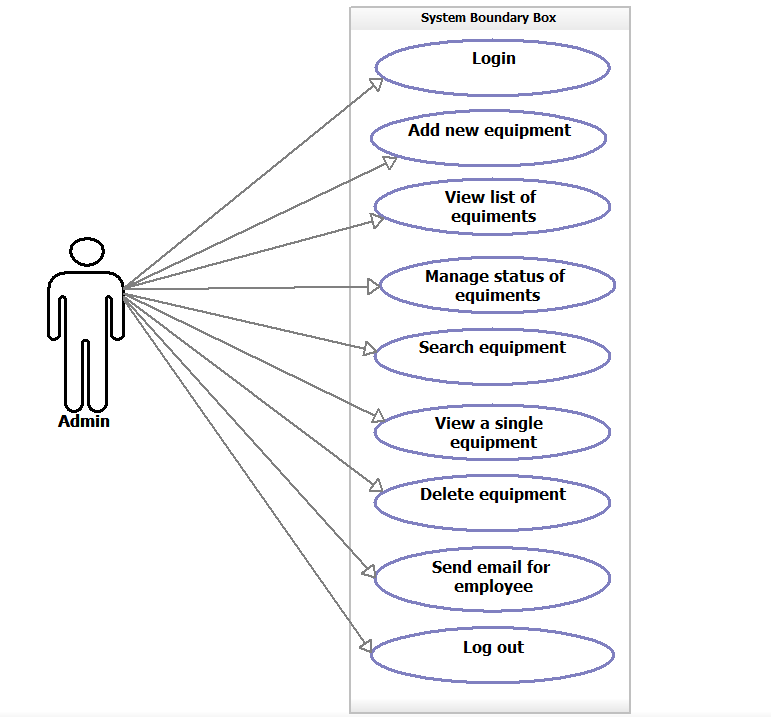 System Boundary Box
Login
Add new equipment
View list of
equiments
Manage status of
equiments
Search equipment
Admin
View a single
equipment
Delete equipment
Send email for
employee
Log out